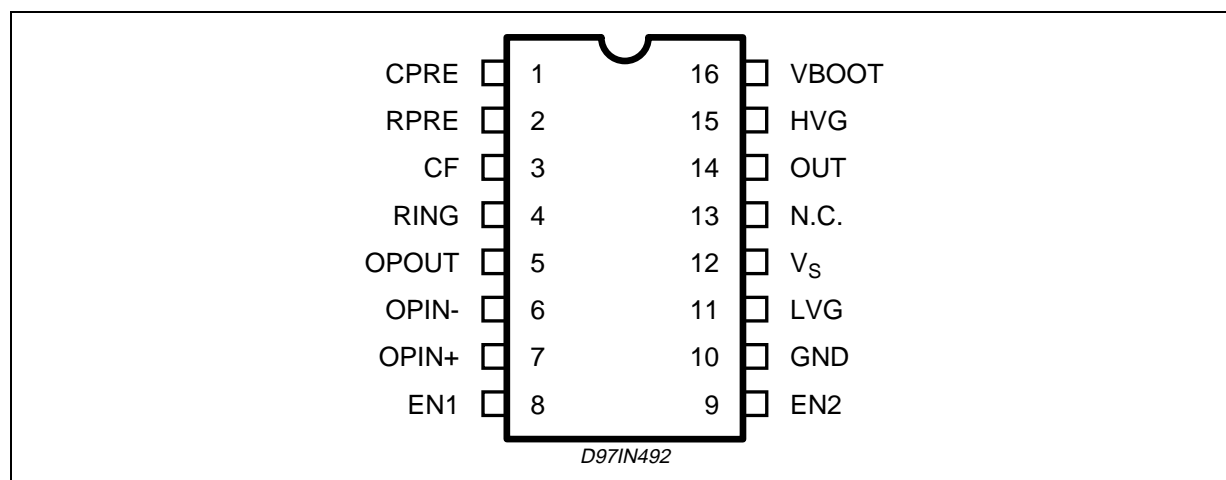 CPRE 1 16 VBOOT
RPRE 2 15 HVG
CF 3 14 OUT
RING 4 13 N.C.
OPOUT 5 12 VS
OPIN- 6 11 LVG
OPIN+ 7 10 GND
EN1 8 9 EN2
D97IN492